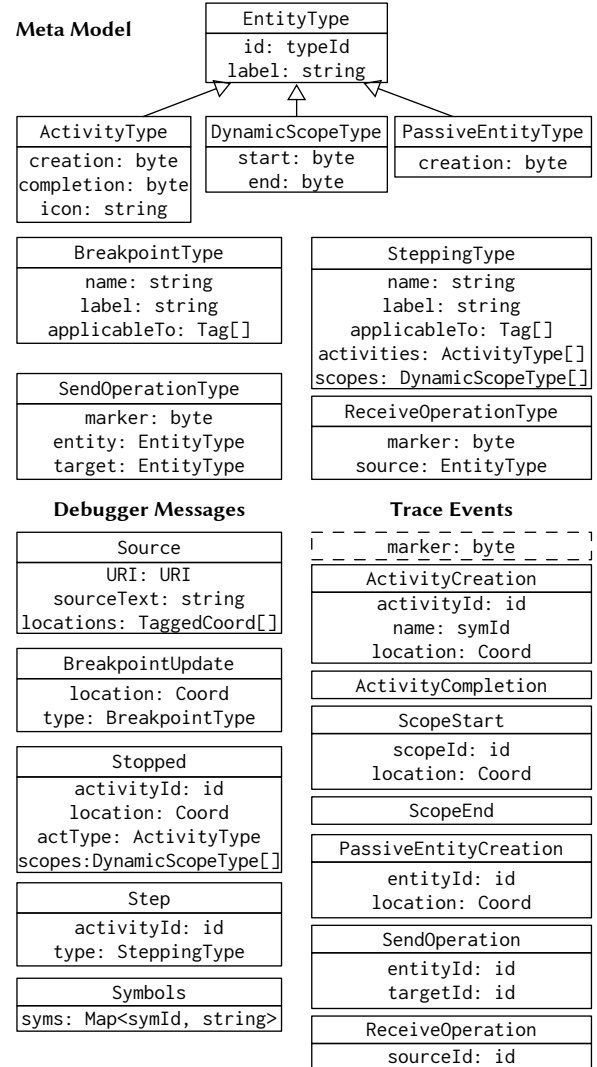 Meta Model
EntityType
id: typeId
label: string
ActivityType
creation: byte
completion: byte
icon: string
DynamicScopeType
start: byte
end: byte
PassiveEntityType
creation: byte
BreakpointType
name: string
label: string
applicableTo: Tag[]
SteppingType
name: string
label: string
applicableTo: Tag[]
activities: ActivityType[]
scopes: DynamicScopeType[]
SendOperationType
marker: byte
entity: EntityType
target: EntityType
ReceiveOperationType
marker: byte
source: EntityType
Debugger Messages
Source
URI: URI
sourceText: string
locations: TaggedCoord[]
BreakpointUpdate
location: Coord
type: BreakpointType
Stopped
activityId: id
location: Coord
actType: ActivityType
scopes:DynamicScopeType[]
Step
activityId: id
type: SteppingType
Symbols
syms: Map<symId, string>
Trace Events
marker: byte
ActivityCreation
activityId: id
name: symId
location: Coord
ActivityCompletion
ScopeStart
scopeId: id
location: Coord
ScopeEnd
PassiveEntityCreation
entityId: id
location: Coord
SendOperation
entityId: id
targetId: id
ReceiveOperation
sourceId: id